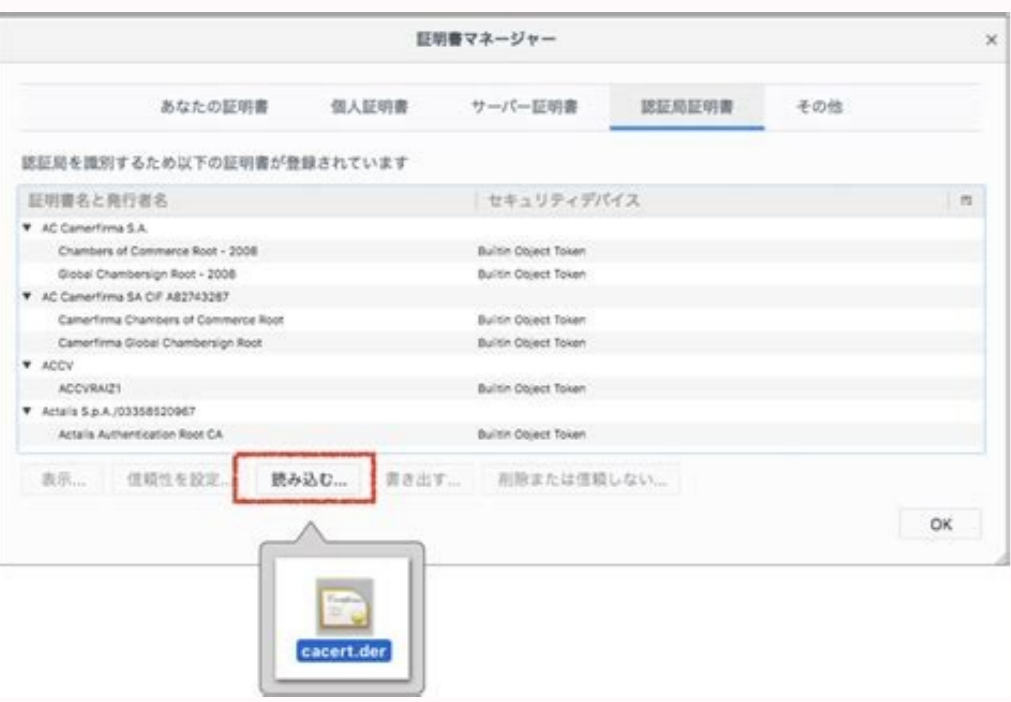 証明書マネージャー ×
あなたの証明書 個人証明書 サーバー証明書 認証局証明書 その他
認証局を識別するため以下の証明書が登録されています
証明書名と発行者名 セキュリティデバイス
▼ AC Camerfirma S.A.
Chambers of Commerce Root - 2008 Builtin Object Token
Global Chambersign Root - 2008 Builtin Object Token
▼ AC Camerfirma SA CIF A82743287
Camerfirma Chambers of Commerce Root Builtin Object Token
Camerfirma Global Chambersign Root Builtin Object Token
▼ ACCV
ACCVRAIZ1 Builtin Object Token
▼ Actalis S.p.A./03358520967
Actalis Authentication Root CA Builtin Object Token
表示... 信頼性を設定... 読み込む... 書き出す... 削除または信頼しない...
OK
cacert.der